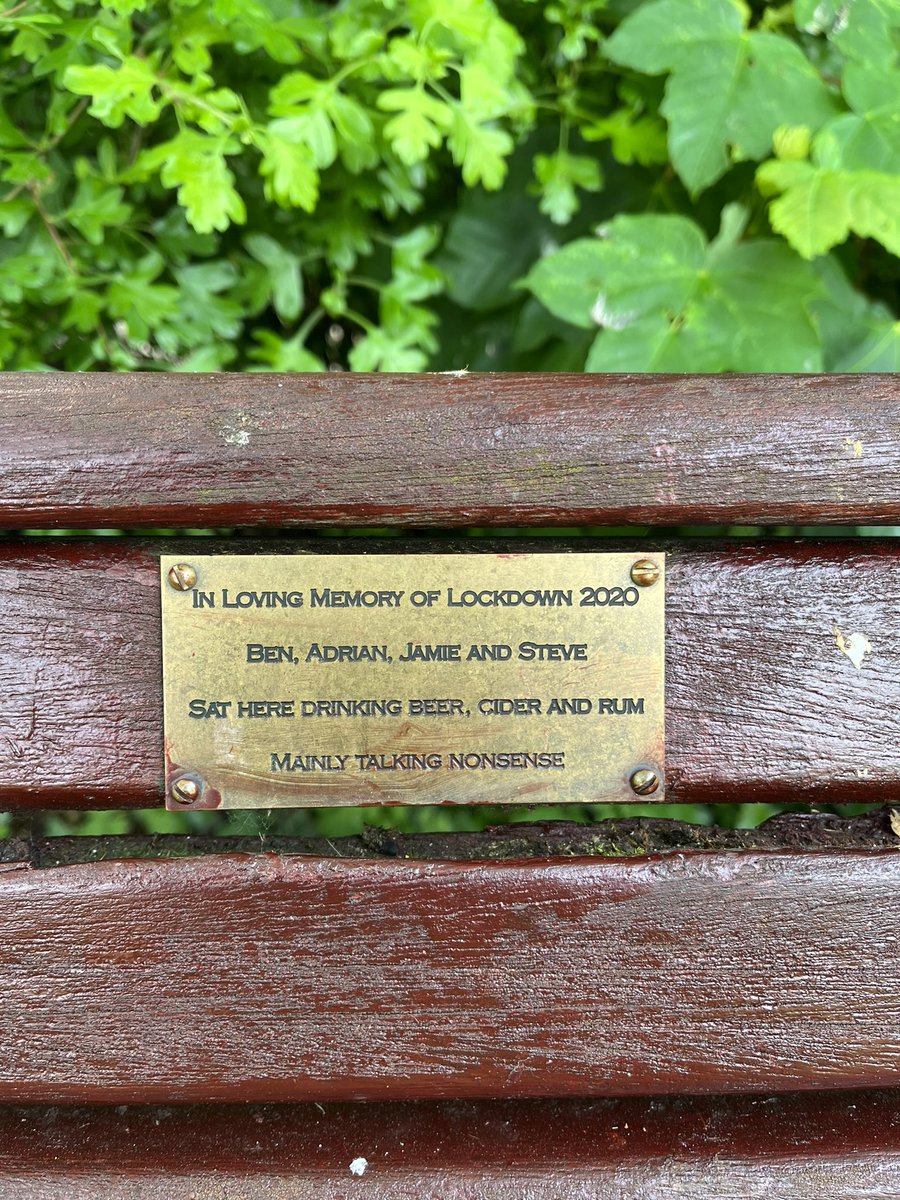 In Loving Memory of Lockdown 2020
Ben, Adrian, Jamie and Steve
Sat here drinking beer, cider and rum
Mainly talking nonsense